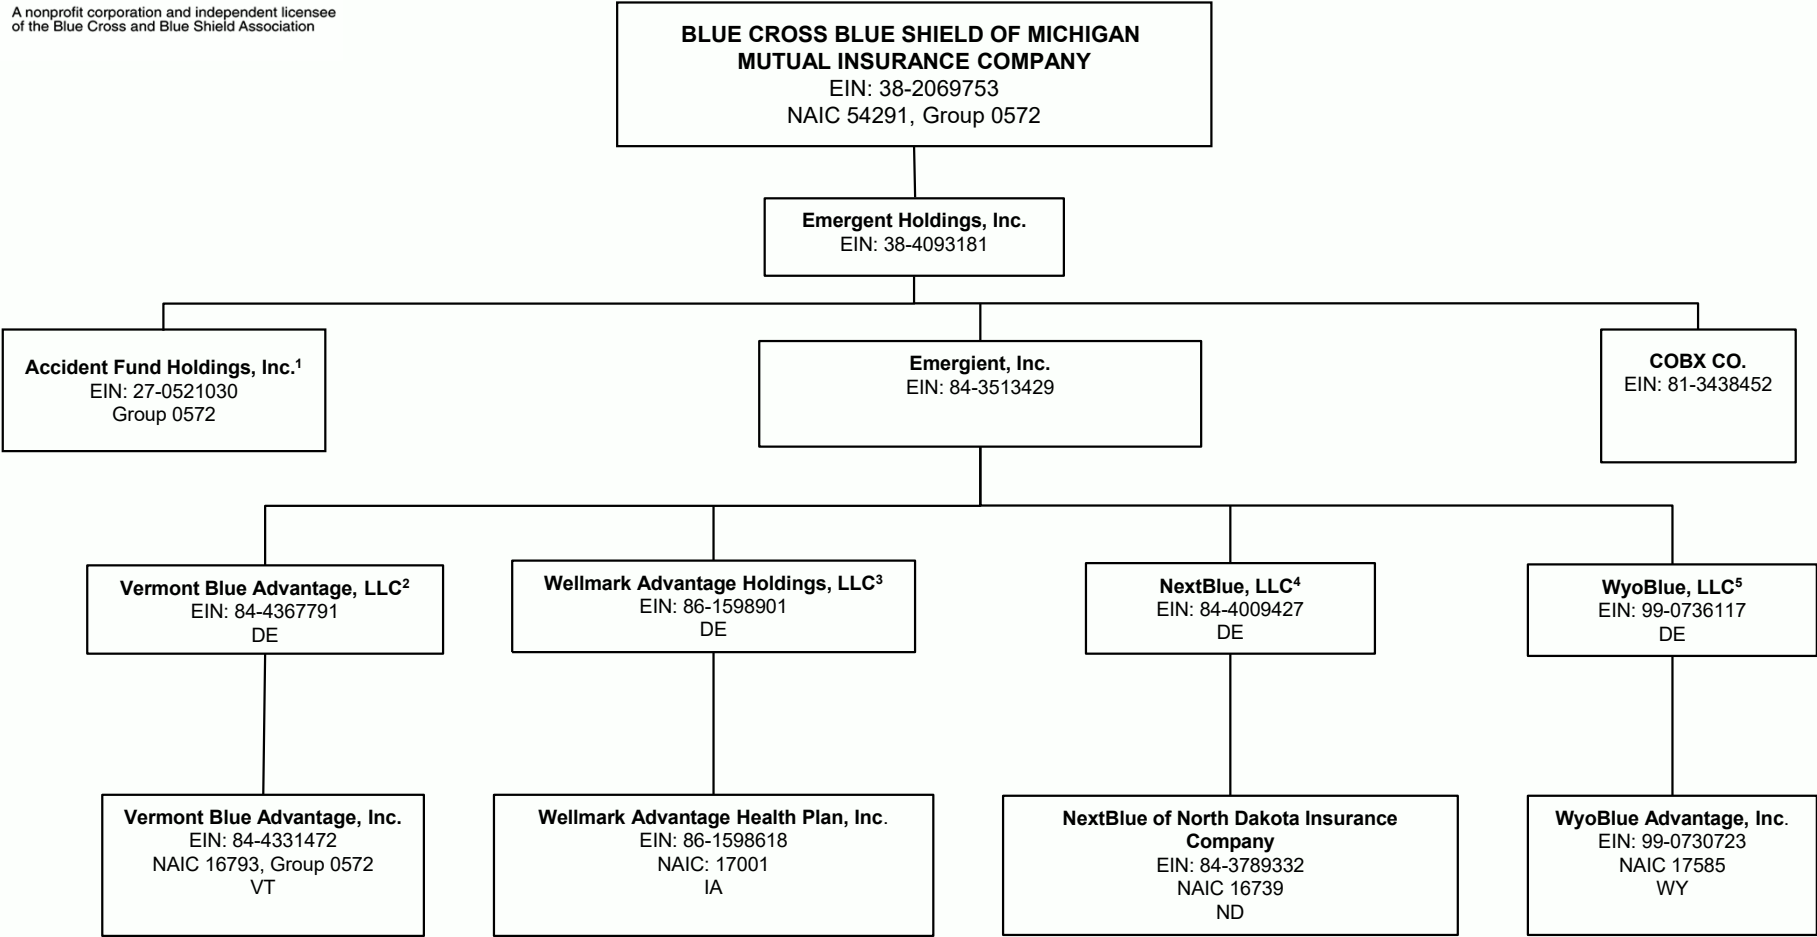 A nonprofit corporation and independent licensee
of the Blue Cross and Blue Shield Association
BLUE CROSS BLUE SHIELD OF MICHIGAN
MUTUAL INSURANCE COMPANY
EIN: 38-2069753
NAIC 54291, Group 0572
Emergent Holdings, Inc.
EIN: 38-4093181
Accident Fund Holdings, Inc.¹
EIN: 27-0521030
Group 0572
Emergient, Inc.
EIN: 84-3513429
COBX CO.
EIN: 81-3438452
Vermont Blue Advantage, LLC²
EIN: 84-4367791
DE
Wellmark Advantage Holdings, LLC³
EIN: 86-1598901
DE
NextBlue, LLC⁴
EIN: 84-4009427
DE
WyoBlue, LLC⁵
EIN: 99-0736117
DE
Vermont Blue Advantage, Inc.
EIN: 84-4331472
NAIC 16793, Group 0572
VT
Wellmark Advantage Health Plan, Inc.
EIN: 86-1598618
NAIC: 17001
IA
NextBlue of North Dakota Insurance
Company
EIN: 84-3789332
NAIC 16739
ND
WyoBlue Advantage, Inc.
EIN: 99-0730723
NAIC 17585
WY